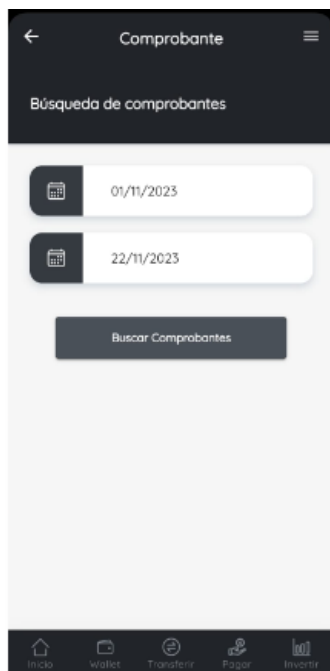 Comprobante
Búsqueda de comprobantes
01/11/2023
22/11/2023
Buscar Comprobantes
Inicio Wallet Transferir Pagar Invertir